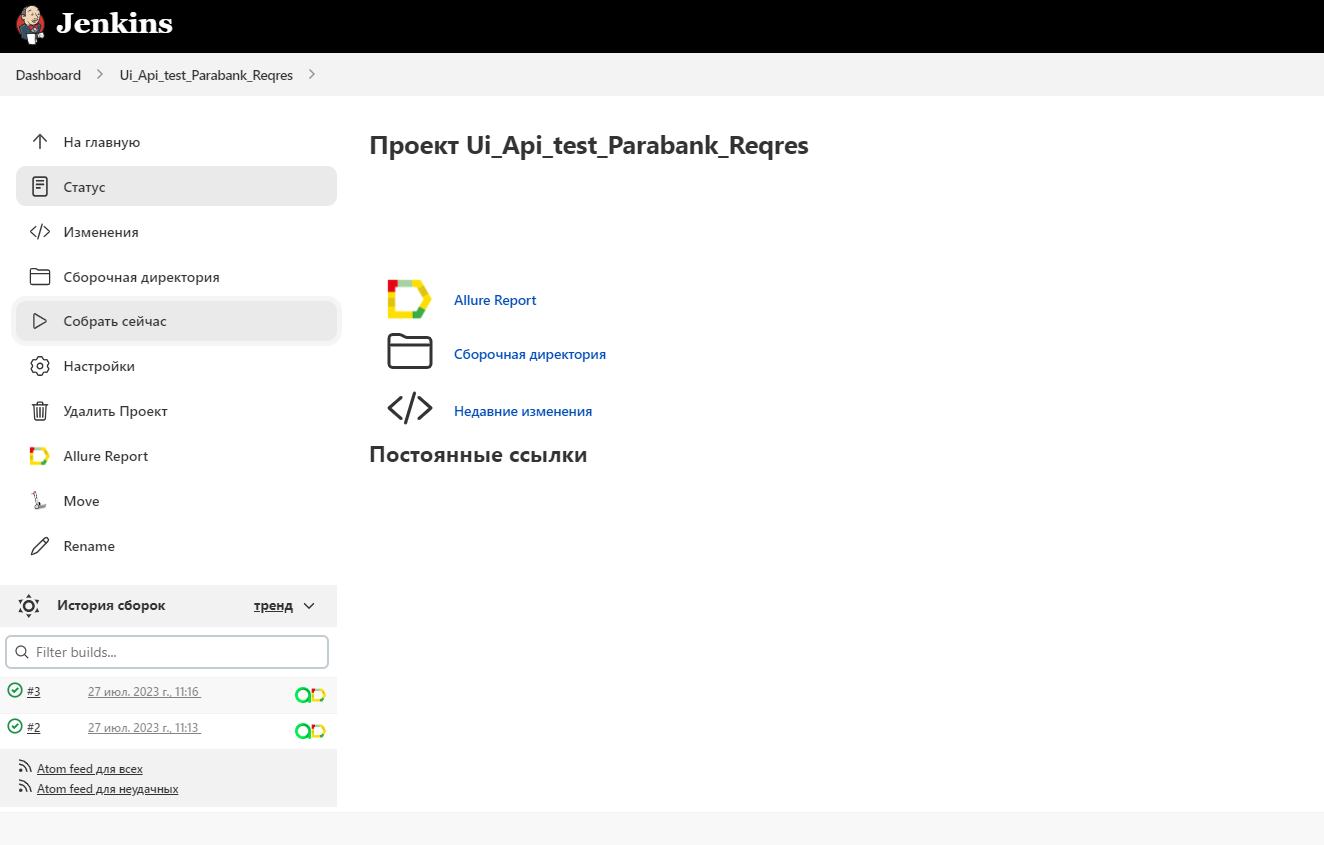 Jenkins
Dashboard
Ui_Api_test_Parabank_Reqres
На главную
Статус
Изменения
Сборочная директория
Собрать сейчас
Настройки
Удалить Проект
Allure Report
Move
Rename
История сборок
тренд
Filter builds...
#3 27 июл. 2023 г., 11:16
#2 27 июл. 2023 г., 11:13
Atom feed для всех
Atom feed для неудачных
Проект Ui_Api_test_Parabank_Reqres
Allure Report
Сборочная директория
Недавние изменения
Постоянные ссылки